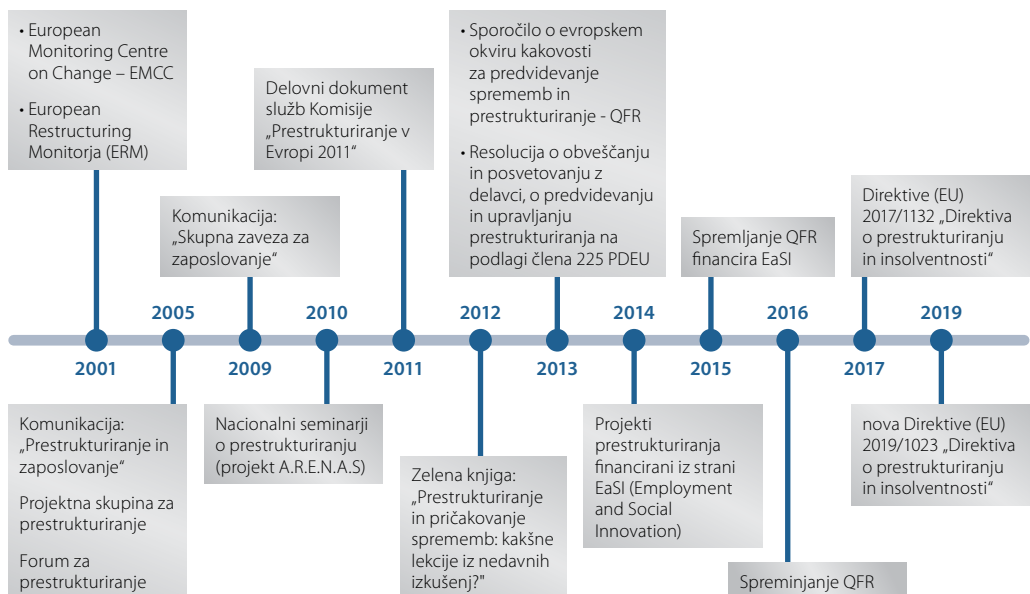 • European
Monitoring Centre
on Change – EMCC
• European
Restructuring
Monitorja (ERM)
Komunikacija:
„Skupna zaveza za
zaposlovanje“
Delovni dokument
služb Komisije
„Prestrukturiranje v
Evropi 2011“
• Sporočilo o evropskem
okviru kakovosti
za predvidevanje
sprememb in
prestrukturiranje - QFR
• Resolucija o obveščanju
in posvetovanju z
delavci, o predvidevanju
in upravljanju
prestrukturiranja na
podlagi člena 225 PDEU
Spremljanje QFR
financira EaSI
Direktive (EU)
2017/1132 „Direktiva
o prestrukturiranju
in insolventnosti“
2005
2010
2012
2014
2016
2019
2001
2009
2011
2013
2015
2017
Komunikacija:
„Prestrukturiranje in
zaposlovanje“
Projektna skupina za
prestrukturiranje
Forum za
prestrukturiranje
Nacionalni seminarji
o prestrukturiranju
(projekt A.R.E.N.A.S)
Zelena knjiga:
„Prestrukturiranje
in pričakovanje
sprememb: kakšne
lekcije iz nedavnih
izkušenj?"
Projekti
prestrukturiranja
financirani iz strani
EaSI (Employment
and Social
Innovation)
Spreminjanje QFR
nova Direktive (EU)
2019/1023 „Direktiva
o prestrukturiranju
in insolventnosti“